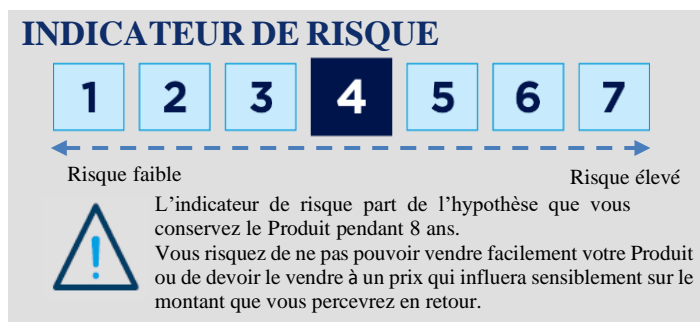 INDICATEUR DE RISQUE
1 2 3 4 5 6 7
Risque faible Risque élevé
L'indicateur de risque part de l'hypothèse que vous
conservez le Produit pendant 8 ans.
Vous risquez de ne pas pouvoir vendre facilement votre Produit
ou de devoir le vendre à un prix qui influera sensiblement sur le
montant que vous percevrez en retour.